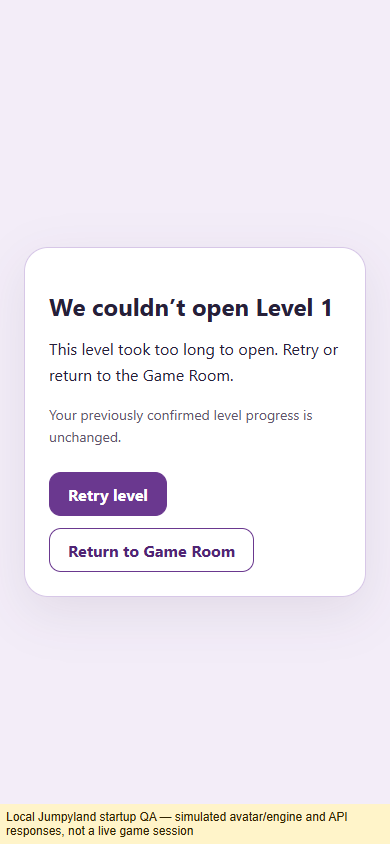 We couldn’t open Level 1
This level took too long to open. Retry or
return to the Game Room.
Your previously confirmed level progress is
unchanged.
Retry level
Return to Game Room
Local Jumpyland startup QA — simulated avatar/engine and API
responses, not a live game session